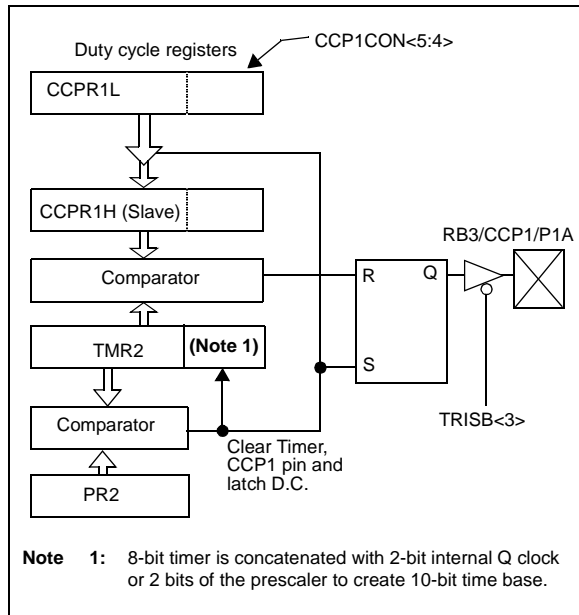 Duty cycle registers
CCP1CON<5:4>
CCPR1L
CCPR1H (Slave)
RB3/CCP1/P1A
Comparator
R
Q
TMR2
(Note 1)
S
Comparator
TRISB<3>
Clear Timer,
CCP1 pin and
latch D.C.
PR2
Note 1: 8-bit timer is concatenated with 2-bit internal Q clock
or 2 bits of the prescaler to create 10-bit time base.